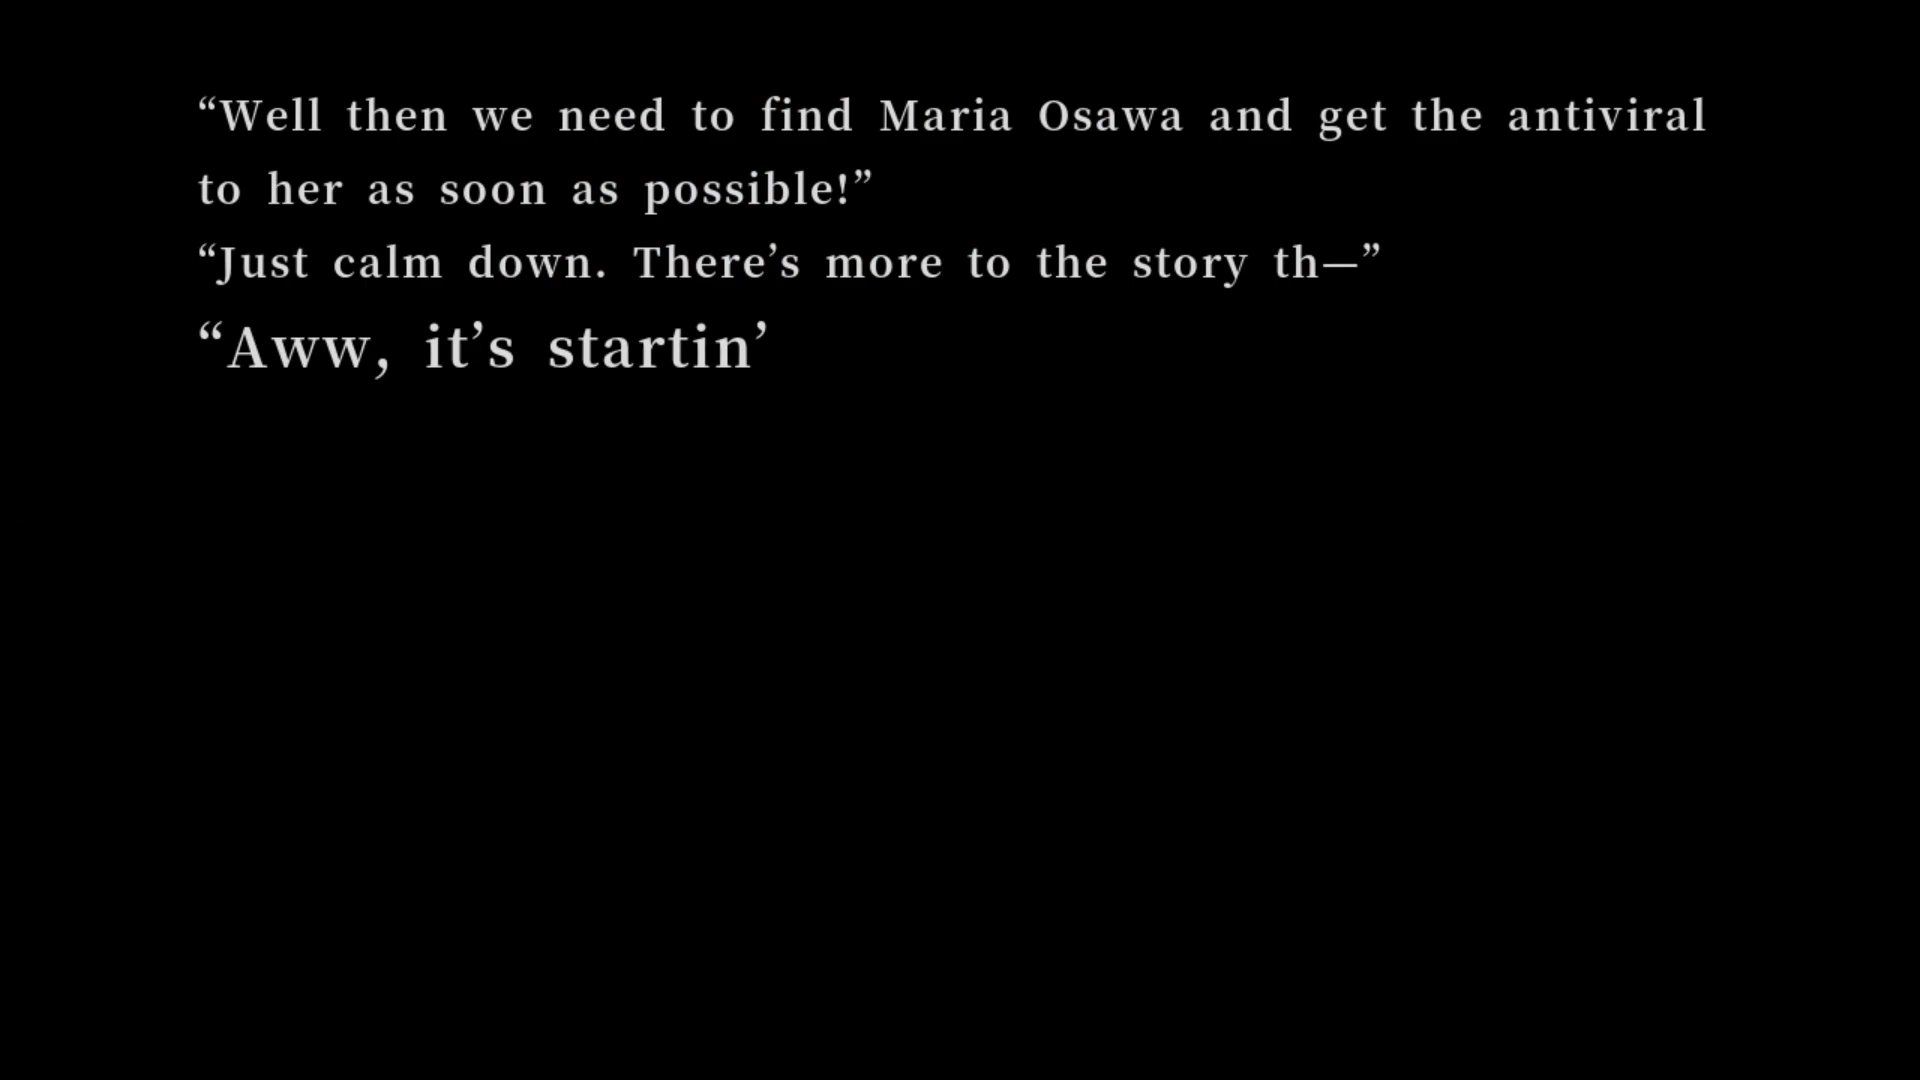 “Well then we need to find Maria Osawa and get the antiviral
to her as soon as possible!”
“Just calm down. There’s more to the story th—”
“Aww, it’s startin’